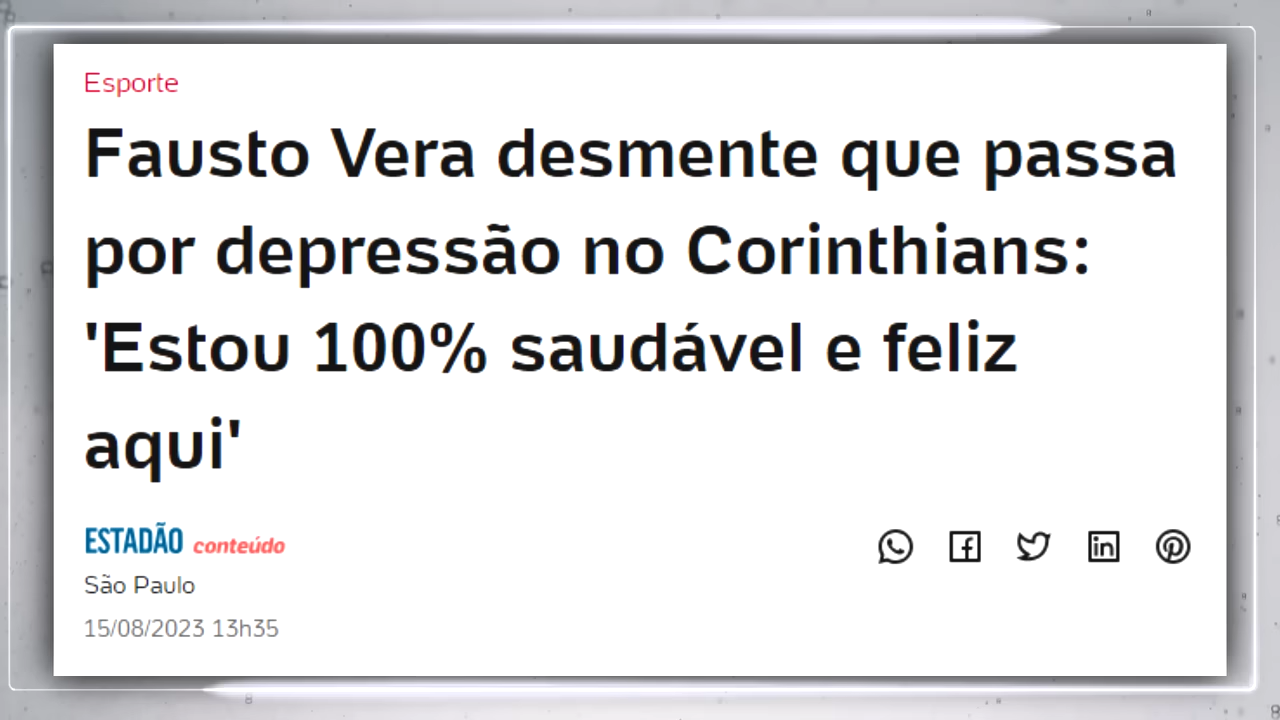 Esporte
Fausto Vera desmente que passa
por depressão no Corinthians:
'Estou 100% saudável e feliz
aqui'
ESTADÃO conteúdo
São Paulo
15/08/2023 13h35